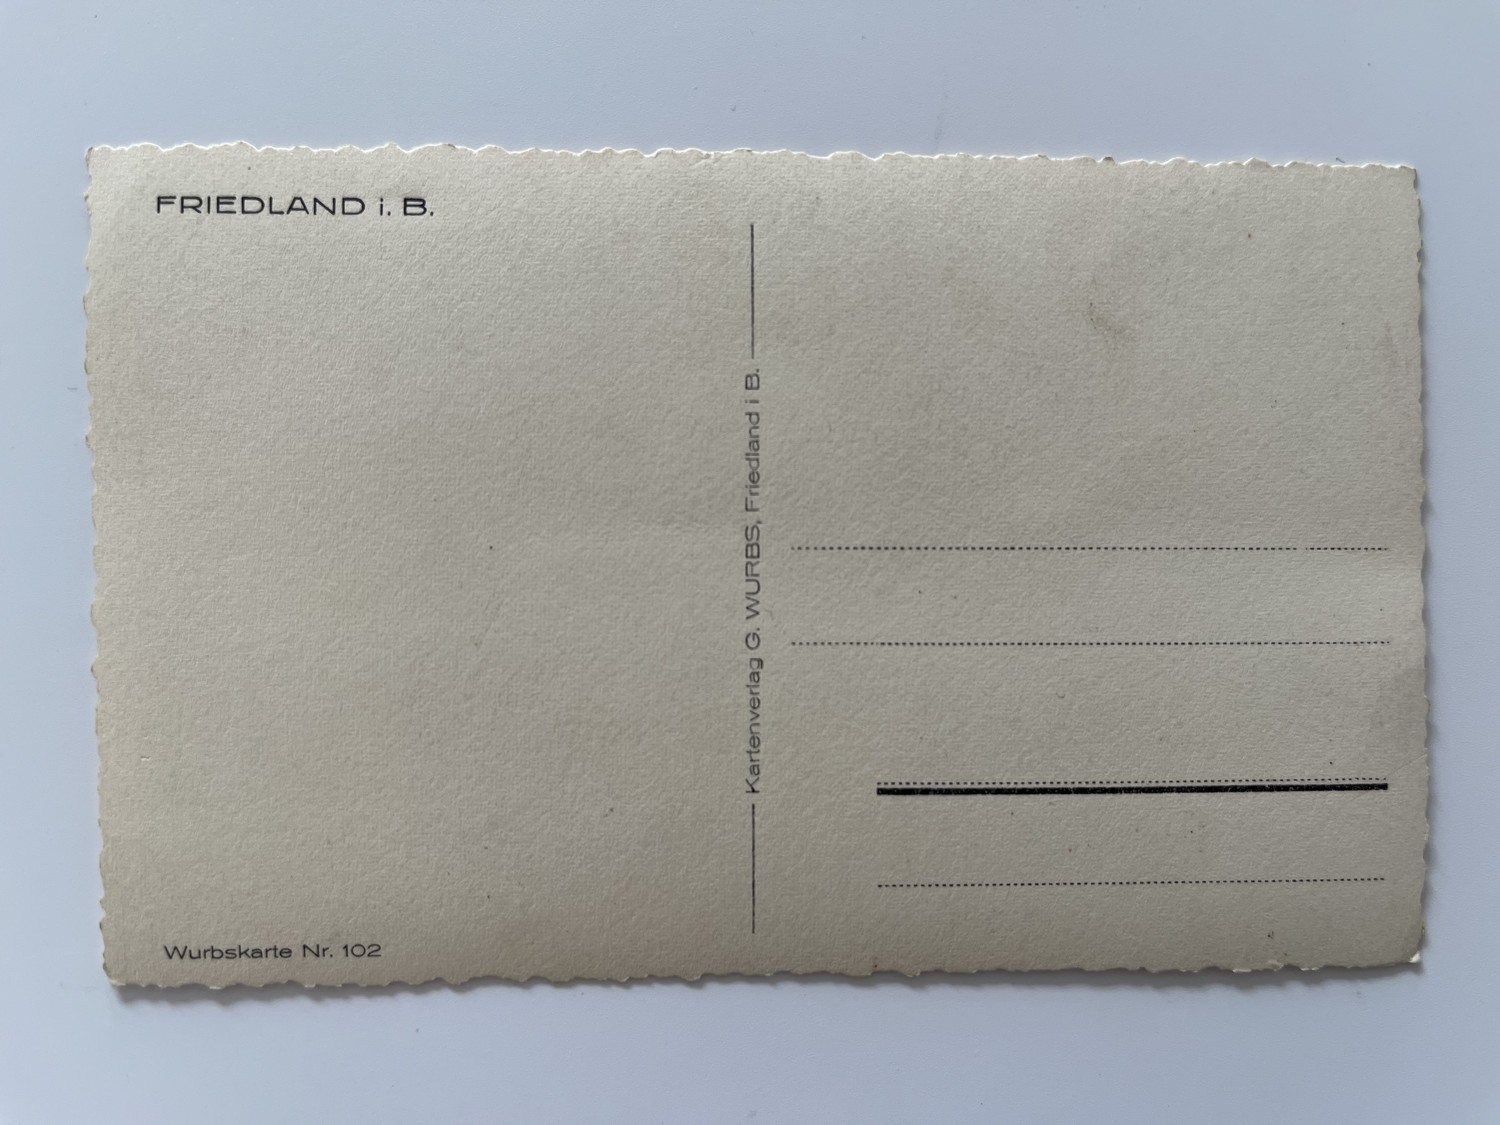 FRIEDLAND i. B.
Kartenverlag G. WURBS, Friedland i B.
Wurbskarte Nr. 102